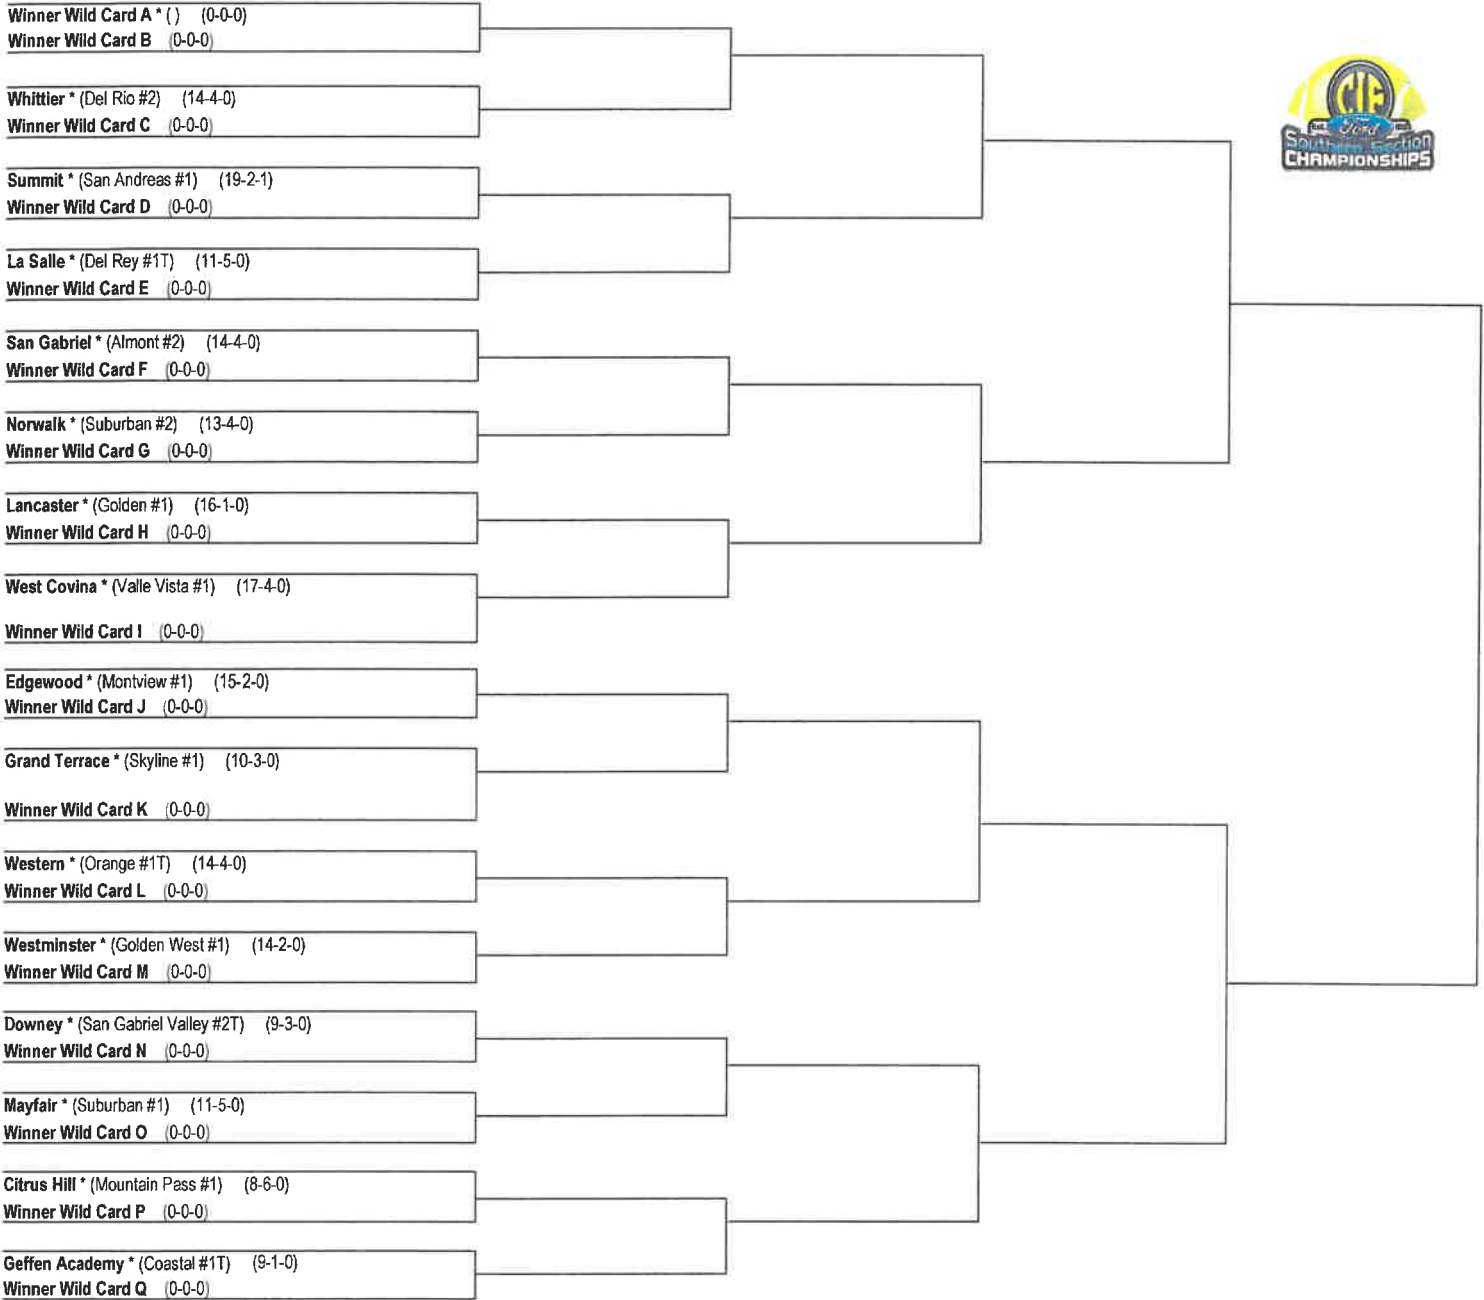 Winner Wild Card A * ( ) (0-0-0)
Winner Wild Card B (0-0-0)
Whittier * (Del Rio #2) (14-4-0)
Winner Wild Card C (0-0-0)
Summit * (San Andreas #1) (19-2-1)
Winner Wild Card D (0-0-0)
La Salle * (Del Rey #1T) (11-5-0)
Winner Wild Card E (0-0-0)
San Gabriel * (Almont #2) (14-4-0)
Winner Wild Card F (0-0-0)
Norwalk * (Suburban #2) (13-4-0)
Winner Wild Card G (0-0-0)
Lancaster * (Golden #1) (16-1-0)
Winner Wild Card H (0-0-0)
West Covina * (Valle Vista #1) (17-4-0)
Winner Wild Card I (0-0-0)
Edgewood * (Montview #1) (15-2-0)
Winner Wild Card J (0-0-0)
Grand Terrace * (Skyline #1) (10-3-0)
Winner Wild Card K (0-0-0)
Western * (Orange #1T) (14-4-0)
Winner Wild Card L (0-0-0)
Westminster * (Golden West #1) (14-2-0)
Winner Wild Card M (0-0-0)
Downey * (San Gabriel Valley #2T) (9-3-0)
Winner Wild Card N (0-0-0)
Mayfair * (Suburban #1) (11-5-0)
Winner Wild Card O (0-0-0)
Citrus Hill * (Mountain Pass #1) (8-6-0)
Winner Wild Card P (0-0-0)
Geffen Academy * (Coastal #1T) (9-1-0)
Winner Wild Card Q (0-0-0)
CIF
Ford
Southern Section
CHAMPIONSHIPS